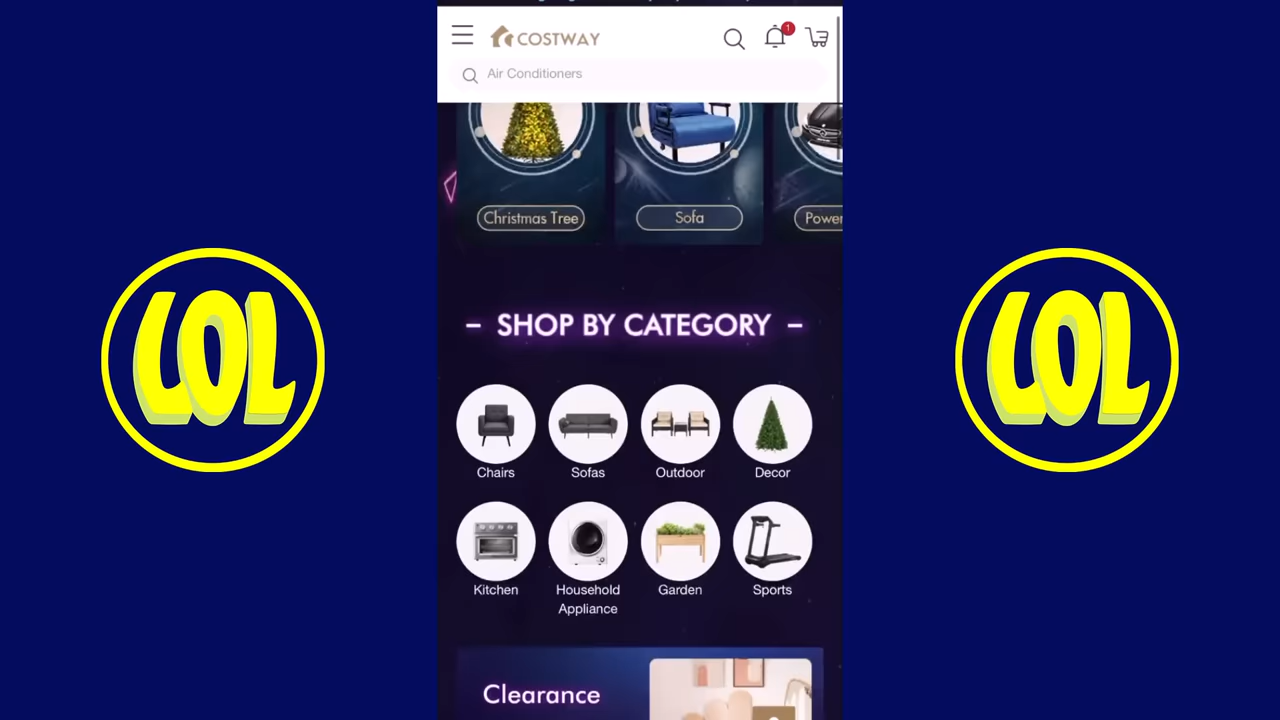 COSTWAY
1
Air Conditioners
Christmas Tree
Sofa
Power
– SHOP BY CATEGORY –
LOL
LOL
Chairs
Sofas
Outdoor
Decor
Kitchen
Household
Appliance
Garden
Sports
Clearance